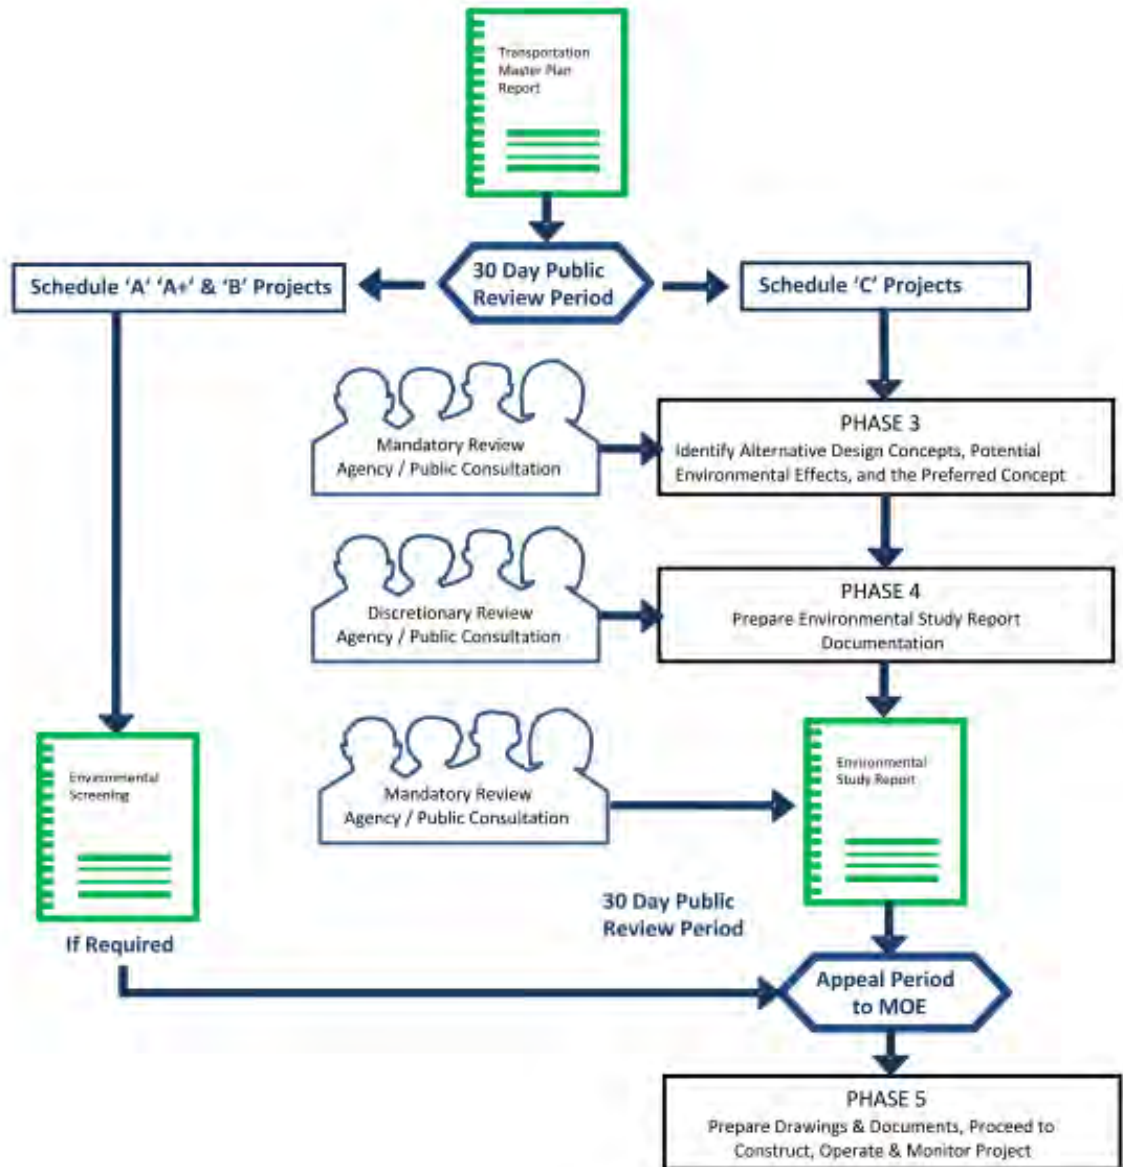 Transportation
Master Plan
Report
30 Day Public
Review Period
Schedule ‘A’ ‘A+’ & ‘B’ Projects
Schedule ‘C’ Projects
Mandatory Review
Agency / Public Consultation
PHASE 3
Identify Alternative Design Concepts, Potential
Environmental Effects, and the Preferred Concept
Discretionary Review
Agency / Public Consultation
PHASE 4
Prepare Environmental Study Report
Documentation
Mandatory Review
Agency / Public Consultation
Environmental
Study Report
Environmental
Screening
If Required
30 Day Public
Review Period
Appeal Period
to MOE
PHASE 5
Prepare Drawings & Documents, Proceed to
Construct, Operate & Monitor Project